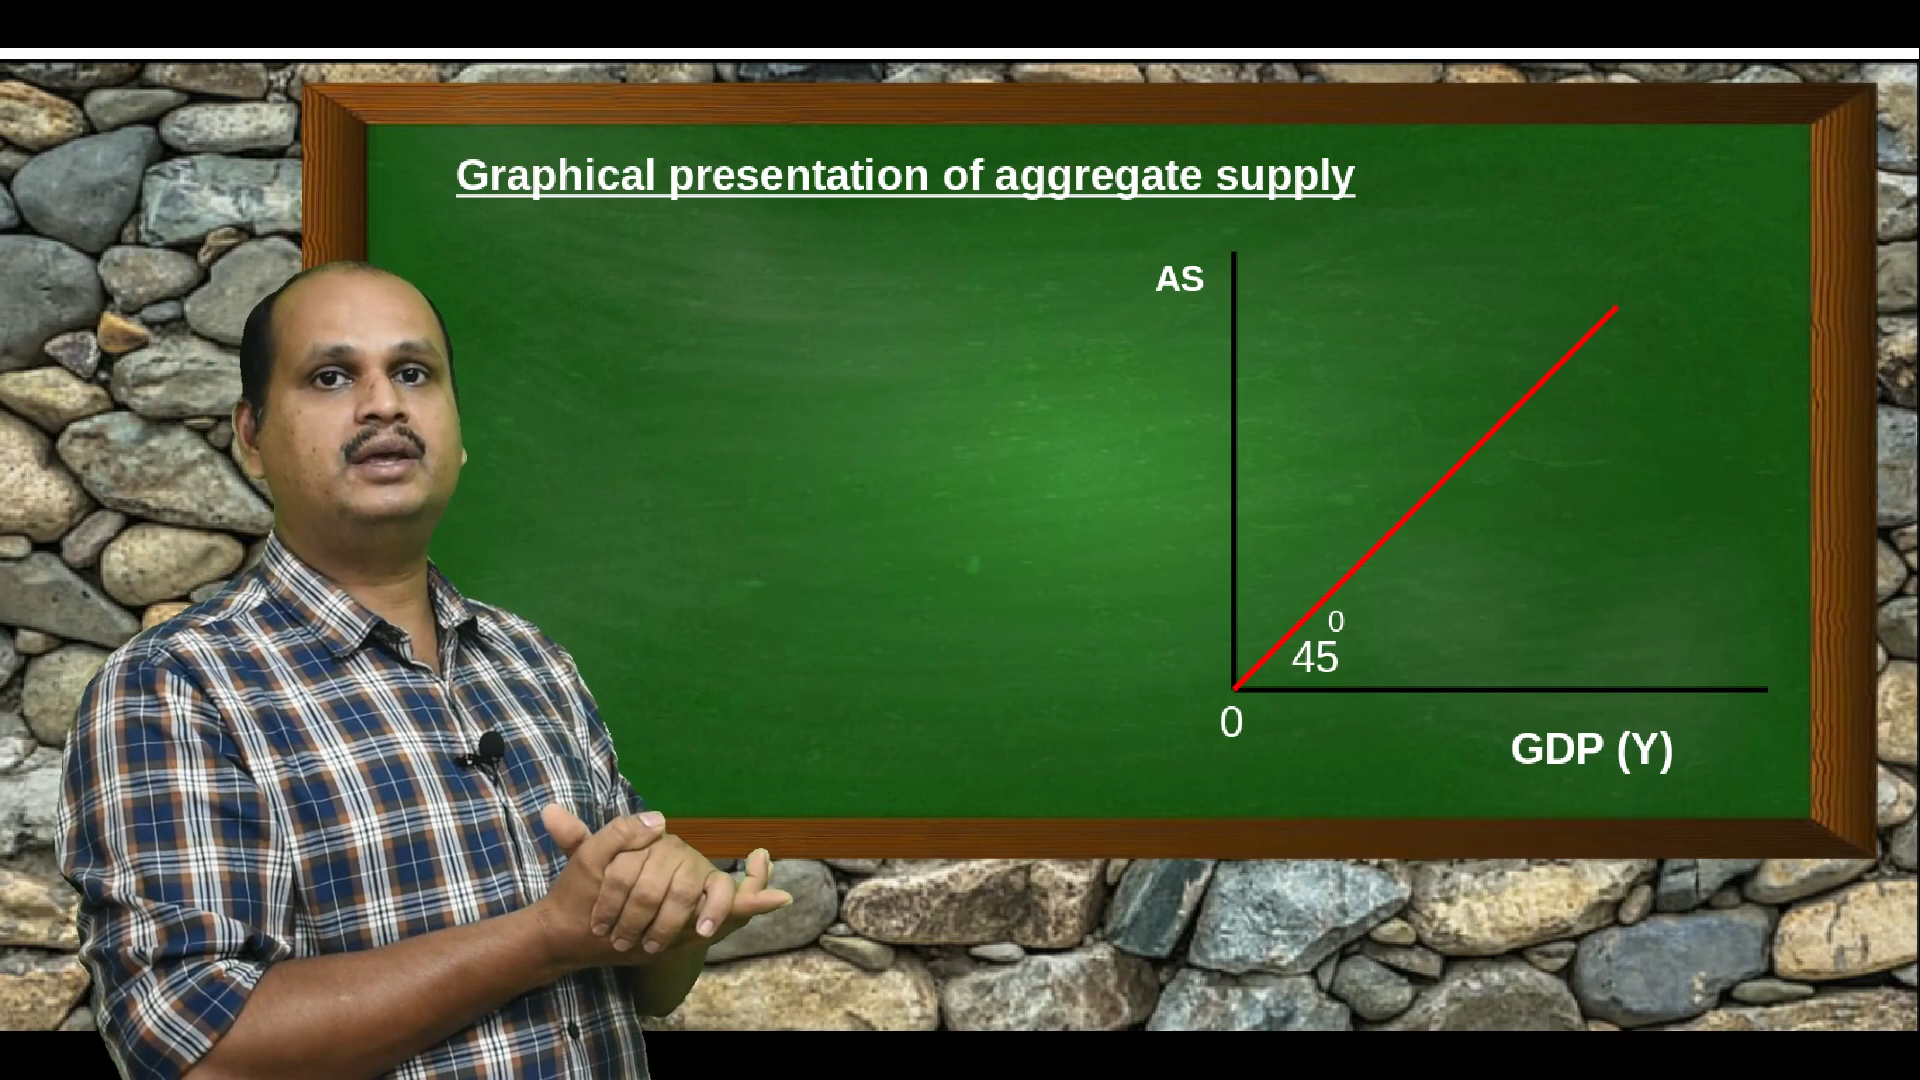 Graphical presentation of aggregate supply
AS
0
45
0
GDP (Y)